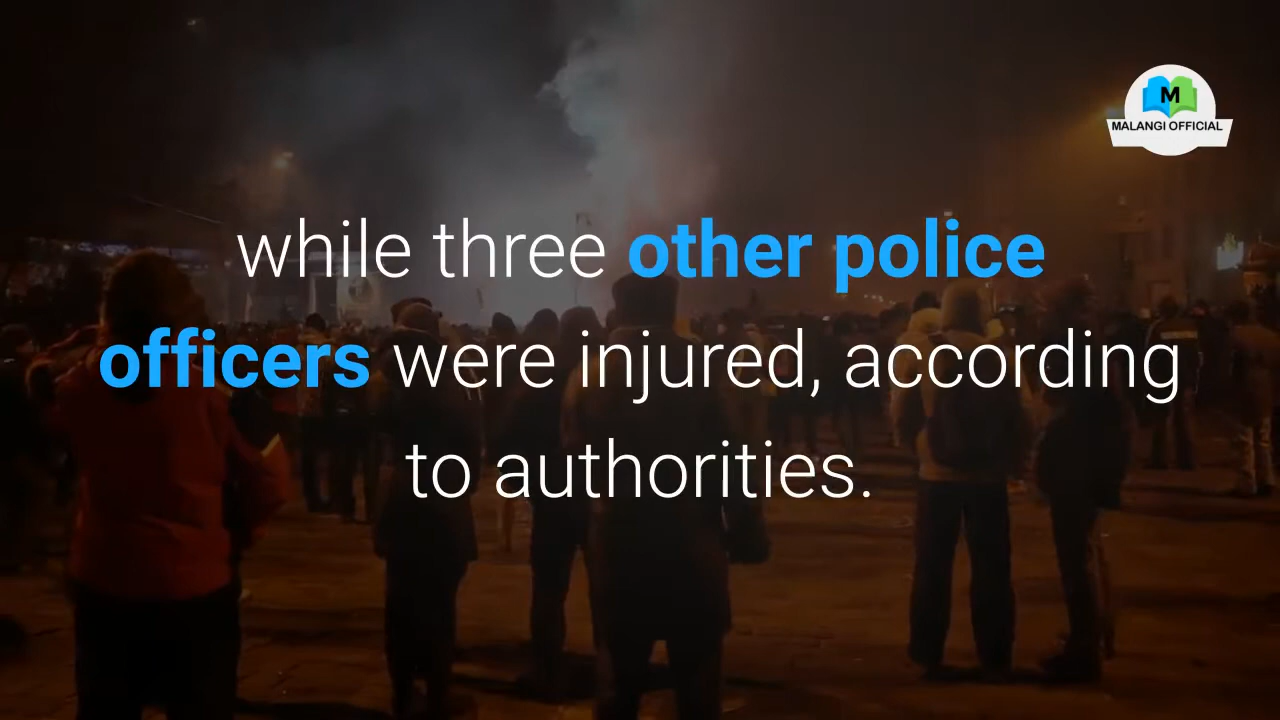 M
MALANGI OFFICIAL
while three other police
officers were injured, according
to authorities.